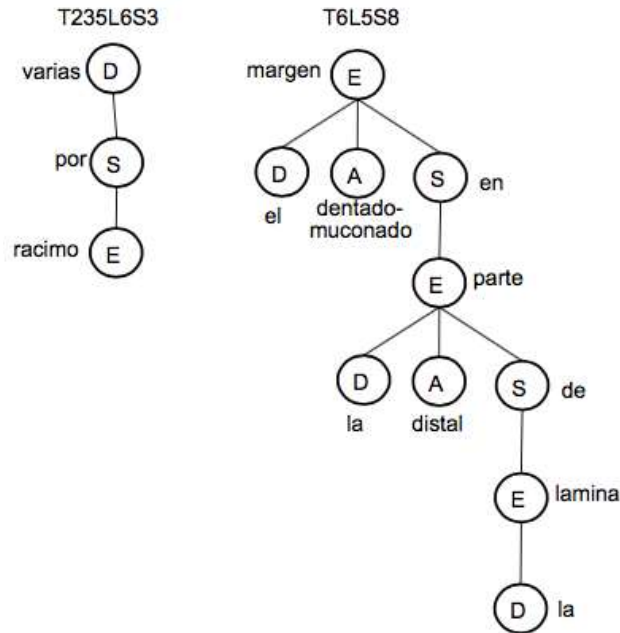 T235L6S3 T6L5S8
varias D margen E
por S D A S en
el dentado-
muconado
racimo E
E parte
D A S de
la distal
E lamina
D la